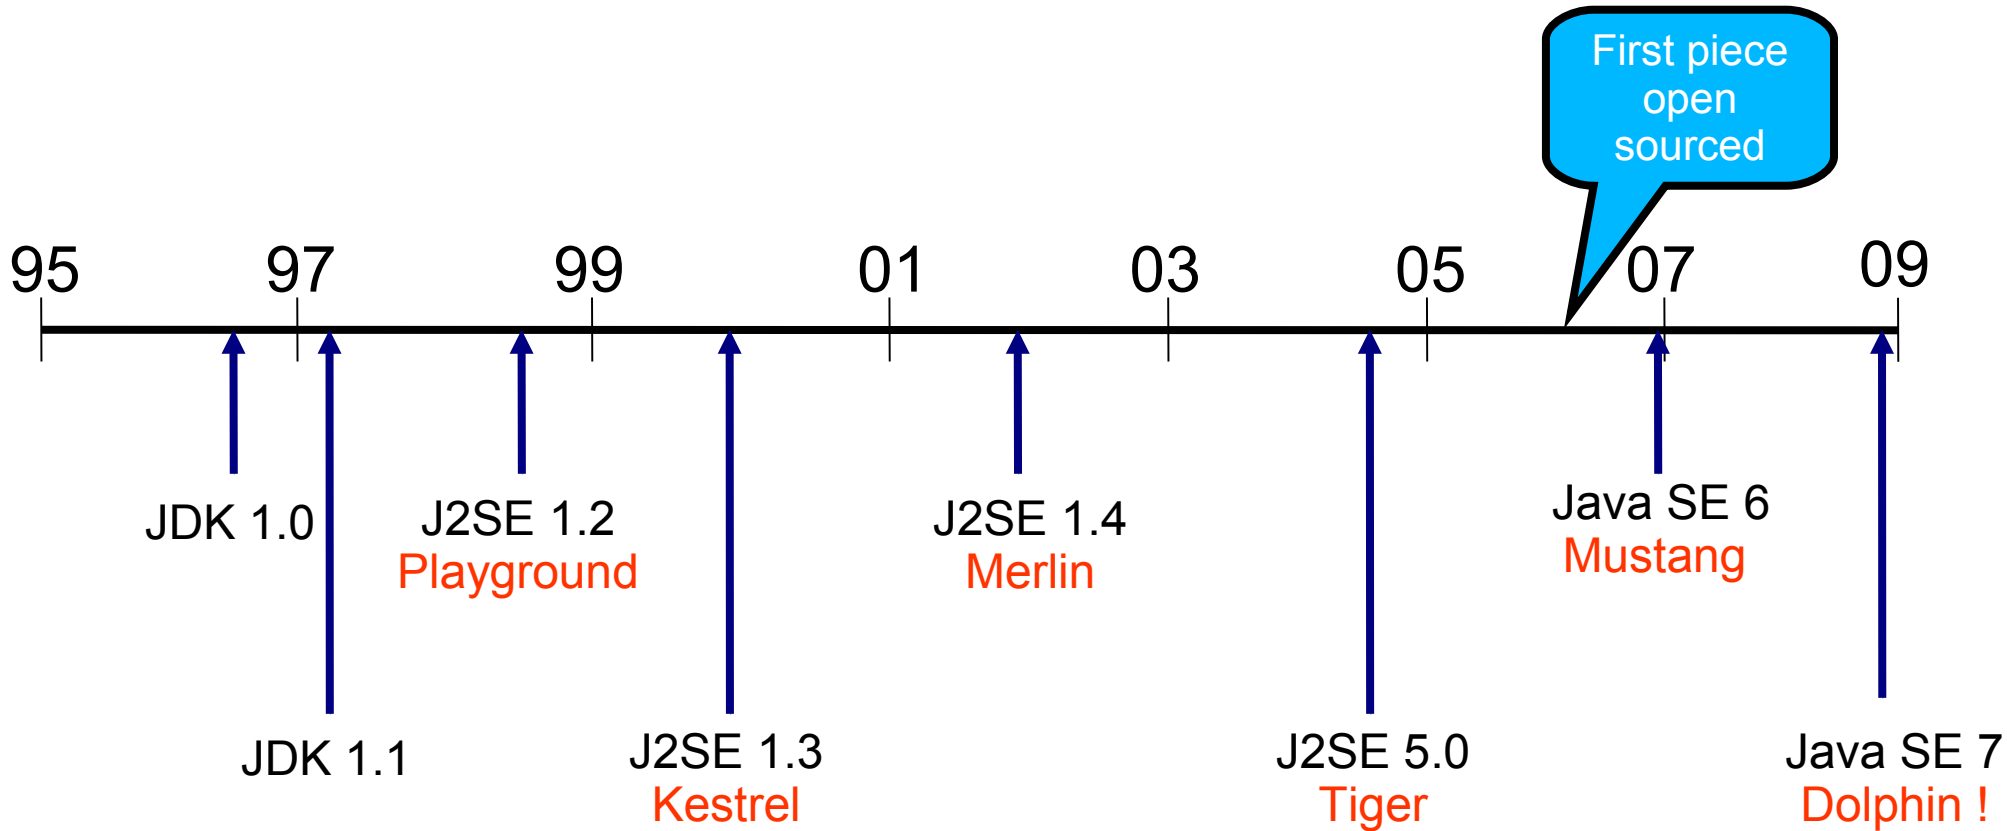 First piece
open
sourced
95 97 99 01 03 05 07 09
JDK 1.0
JDK 1.1
J2SE 1.2
Playground
J2SE 1.3
Kestrel
J2SE 1.4
Merlin
J2SE 5.0
Tiger
Java SE 6
Mustang
Java SE 7
Dolphin !